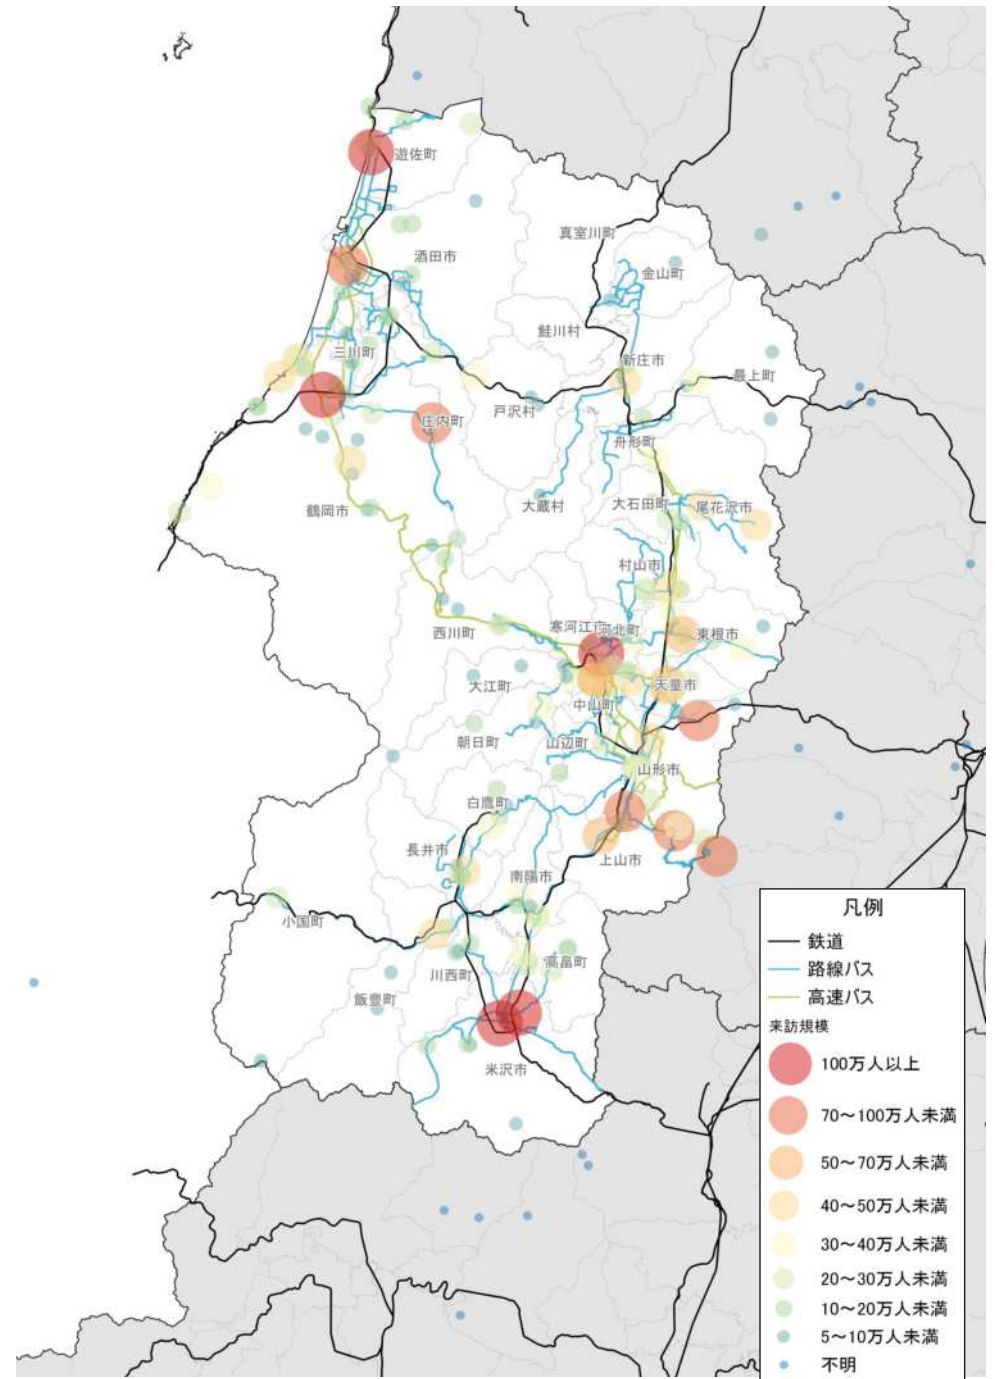 遊佐町
酒田市
真室川町
金山町
鮭川村
三川町
新庄市
最上町
戸沢村
庄内町
舟形町
鶴岡市
大蔵村
大石田町
尾花沢市
村山市
西川町
寒河江市
河北町
東根市
大江町
天童市
中山町
朝日町
山辺町
山形市
白鷹町
長井市
上山市
南陽市
小国町
川西町
高畠町
飯豊町
米沢市
凡例
鉄道
路線バス
高速バス
来訪規模
100万人以上
70～100万人未満
50～70万人未満
40～50万人未満
30～40万人未満
20～30万人未満
10～20万人未満
5～10万人未満
不明